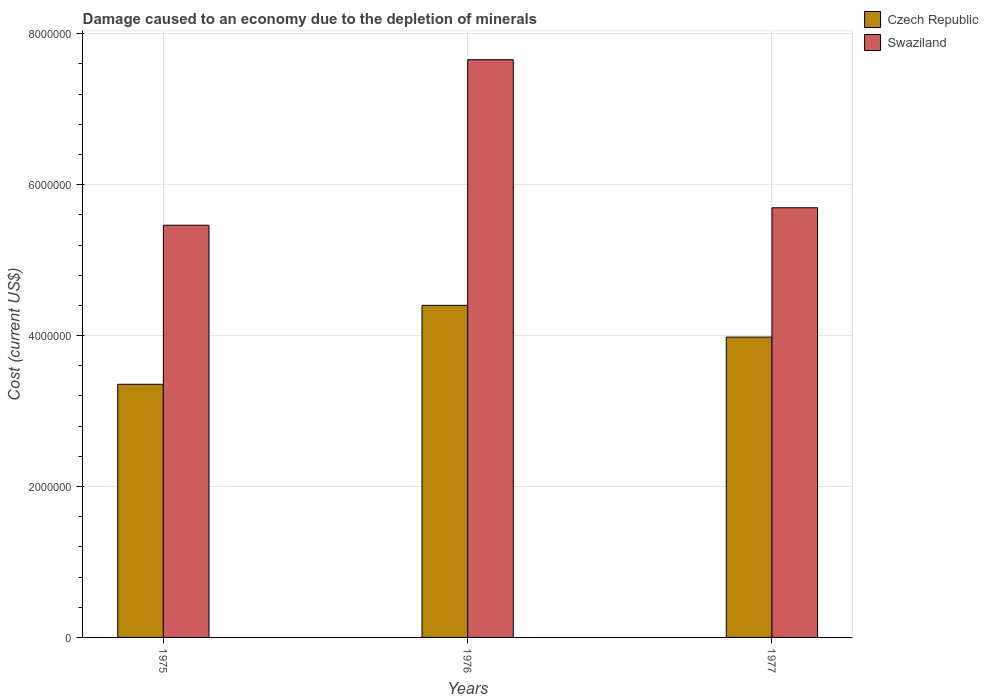 Damage caused to an economy due to the depletion of minerals
Czech Republic
Swaziland
Cost (current US$)
8000000
6000000
4000000
2000000
0
1975
1976
1977
Years